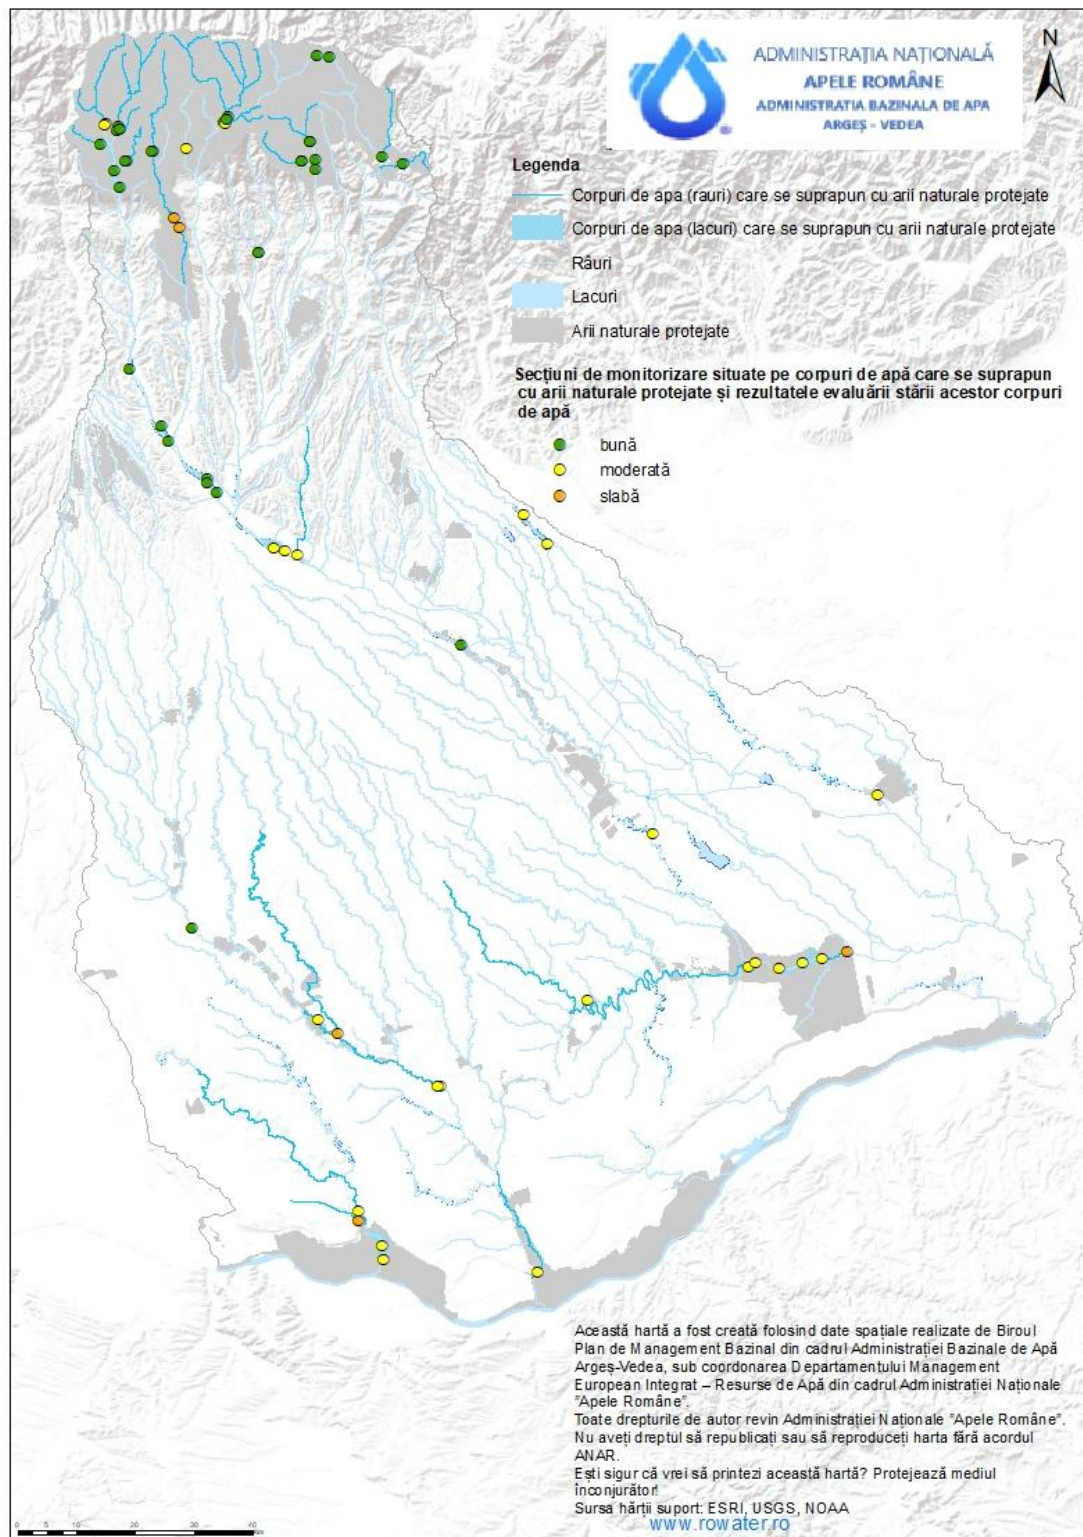 ADMINISTRAȚIA NAȚIONALĂ
APELE ROMÂNE
ADMINISTRATIA BAZINALA DE APA
ARGEȘ - VEDEA
®
N
Legenda
Corpuri de apa (rauri) care se suprapun cu arii naturale protejate
Corpuri de apa (lacuri) care se suprapun cu arii naturale protejate
Râuri
Lacuri
Arii naturale protejate
Secțiuni de monitorizare situate pe corpuri de apă care se suprapun
cu arii naturale protejate și rezultatele evaluării stării acestor corpuri
de apă
bună
moderată
slabă
Această hartă a fost creată folosind date spațiale realizate de Biroul
Plan de Management Bazinal din cadrul Administrației Bazinale de Apă
Argeș-Vedea, sub coordonarea Departamentului Management
European Integrat – Resurse de Apă din cadrul Administrației Naționale
"Apele Române".
Toate drepturile de autor revin Administrației Naționale "Apele Române".
Nu aveți dreptul să republicați sau să reproduceți harta fără acordul
ANAR.
Ești sigur că vrei să printezi această hartă? Protejează mediul
înconjurător!
Sursa hărții suport: ESRI, USGS, NOAA
www.rowater.ro
0 5 10 20 30 40